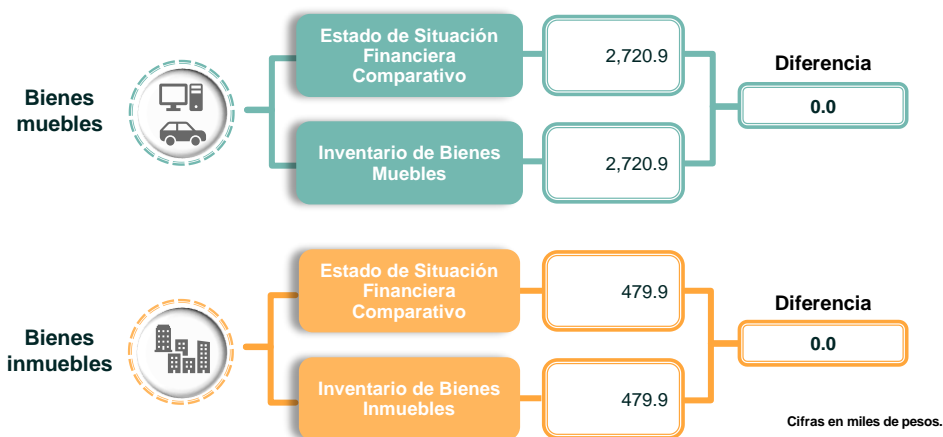 Bienes
muebles
Estado de Situación
Financiera
Comparativo
2,720.9
Inventario de Bienes
Muebles
2,720.9
Diferencia
0.0
Bienes
inmuebles
Estado de Situación
Financiera
Comparativo
479.9
Inventario de Bienes
Inmuebles
479.9
Diferencia
0.0
Cifras en miles de pesos.